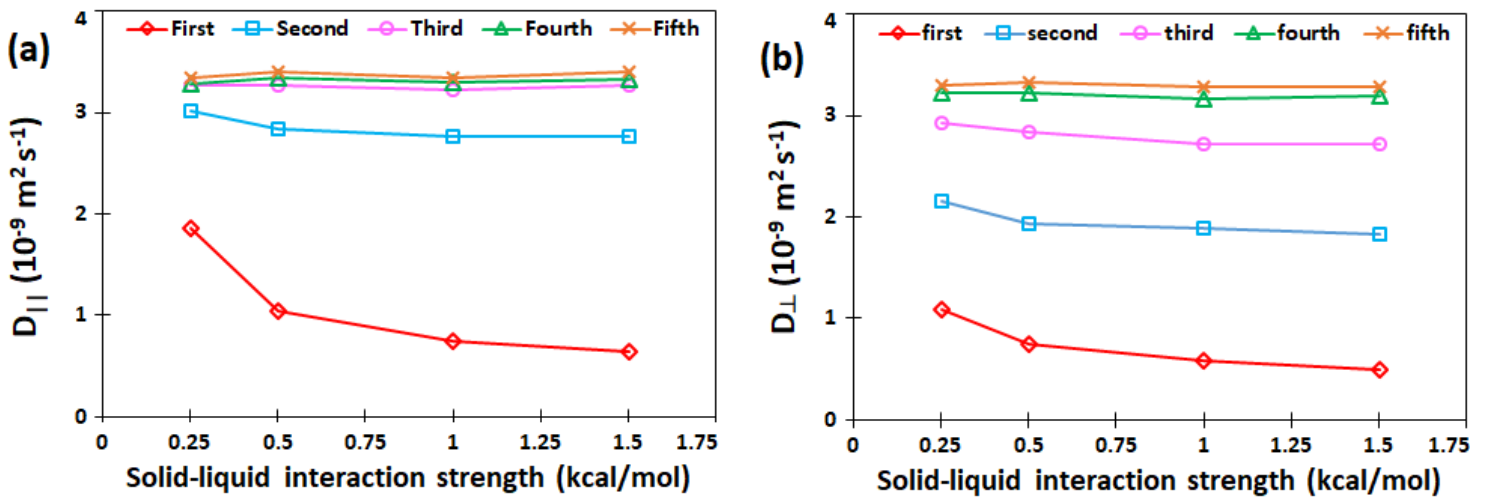 (a)
First Second Third Fourth Fifth
4
3
2
1
0
D|| (10-9 m2 s-1)
0 0.25 0.5 0.75 1 1.25 1.5 1.75
Solid-liquid interaction strength (kcal/mol)
(b)
first second third fourth fifth
4
3
2
1
0
D⊥ (10-9 m2 s-1)
0 0.25 0.5 0.75 1 1.25 1.5 1.75
Solid-liquid interaction strength (kcal/mol)